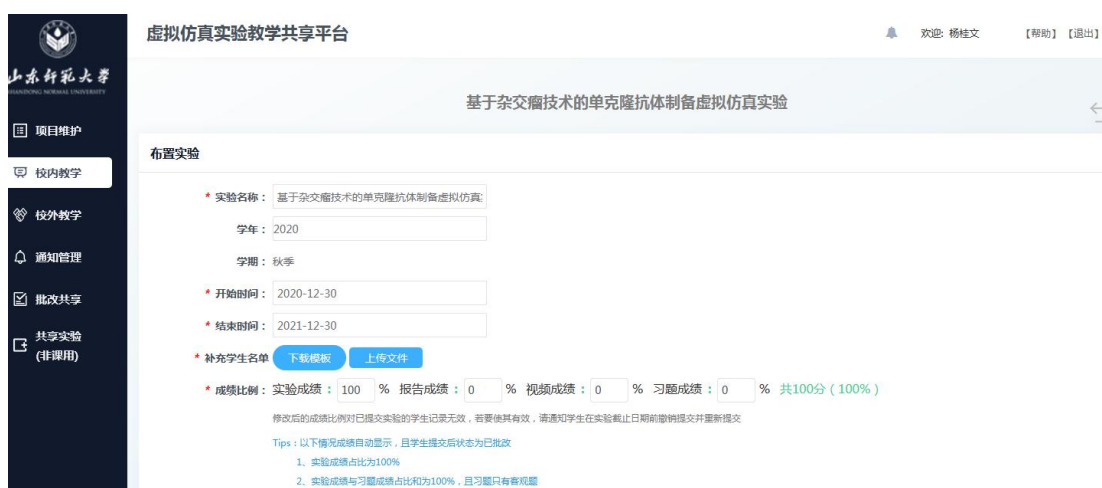 虚拟仿真实验教学共享平台
欢迎: 杨桂文 【帮助】 【退出】
山东师范大学
SHANDONG NORMAL UNIVERSITY
基于杂交瘤技术的单克隆抗体制备虚拟仿真实验
项目维护
校内教学
校外教学
通知管理
批改共享
共享实验
(非课用)
布置实验
* 实验名称： 基于杂交瘤技术的单克隆抗体制备虚拟仿真
学年： 2020
学期： 秋季
* 开始时间： 2020-12-30
* 结束时间： 2021-12-30
* 补充学生名单 下载模板 上传文件
* 成绩比例： 实验成绩： 100 % 报告成绩： 0 % 视频成绩： 0 % 习题成绩： 0 % 共100分（100%）
修改后的成绩比例对已提交实验的学生记录无效，若要使其有效，请通知学生在实验截止日期前撤销提交并重新提交
Tips：以下情况成绩自动显示，且学生提交后状态为已批改
1、实验成绩占比为100%
2、实验成绩与习题成绩占比和为100%，且习题只有客观题